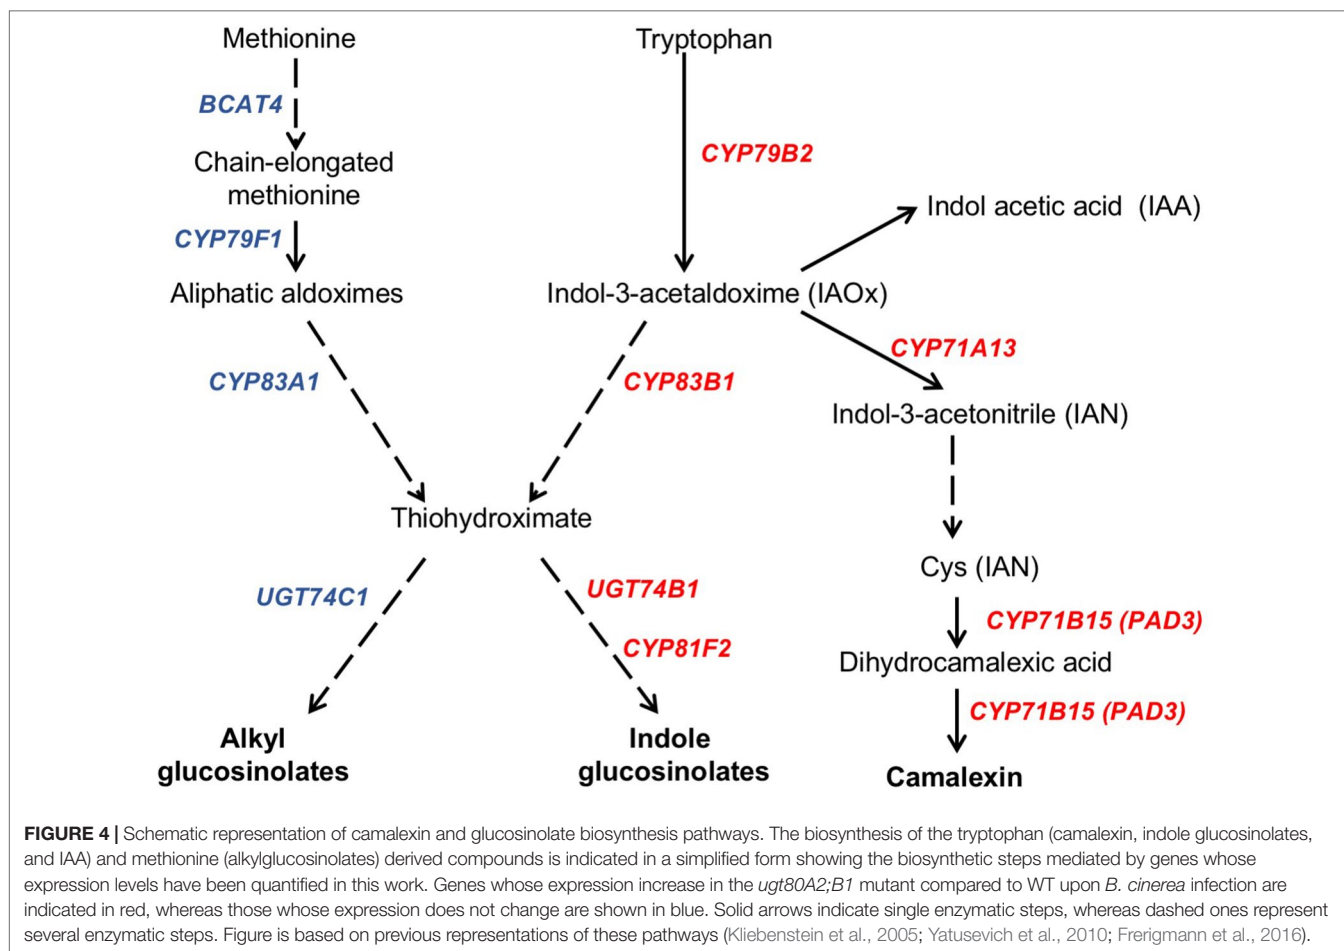 Methionine
Tryptophan
BCAT4
CYP79B2
Chain-elongated
methionine
Indol acetic acid (IAA)
CYP79F1
Aliphatic aldoximes
Indol-3-acetaldoxime (IAOx)
CYP71A13
CYP83A1
CYP83B1
Indol-3-acetonitrile (IAN)
Thiohydroximate
Cys (IAN)
UGT74C1
UGT74B1
CYP71B15 (PAD3)
CYP81F2
Dihydrocamalexic acid
CYP71B15 (PAD3)
Alkyl
glucosinolates
Indole
glucosinolates
Camalexin
FIGURE 4 | Schematic representation of camalexin and glucosinolate biosynthesis pathways. The biosynthesis of the tryptophan (camalexin, indole glucosinolates,
and IAA) and methionine (alkylglucosinolates) derived compounds is indicated in a simplified form showing the biosynthetic steps mediated by genes whose
expression levels have been quantified in this work. Genes whose expression increase in the ugt80A2;B1 mutant compared to WT upon B. cinerea infection are
indicated in red, whereas those whose expression does not change are shown in blue. Solid arrows indicate single enzymatic steps, whereas dashed ones represent
several enzymatic steps. Figure is based on previous representations of these pathways (Kliebenstein et al., 2005; Yatusevich et al., 2010; Frerigmann et al., 2016).